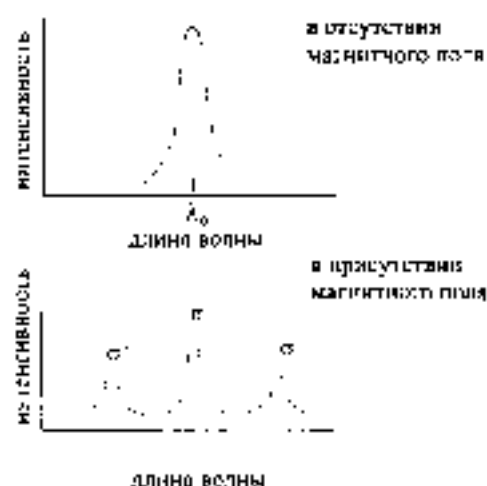 в отсутствии
магнитного поля
интенсивность
λ₀
длина волны
в присутствии
магнитного поля
интенсивность
π
σ
σ
длина волны